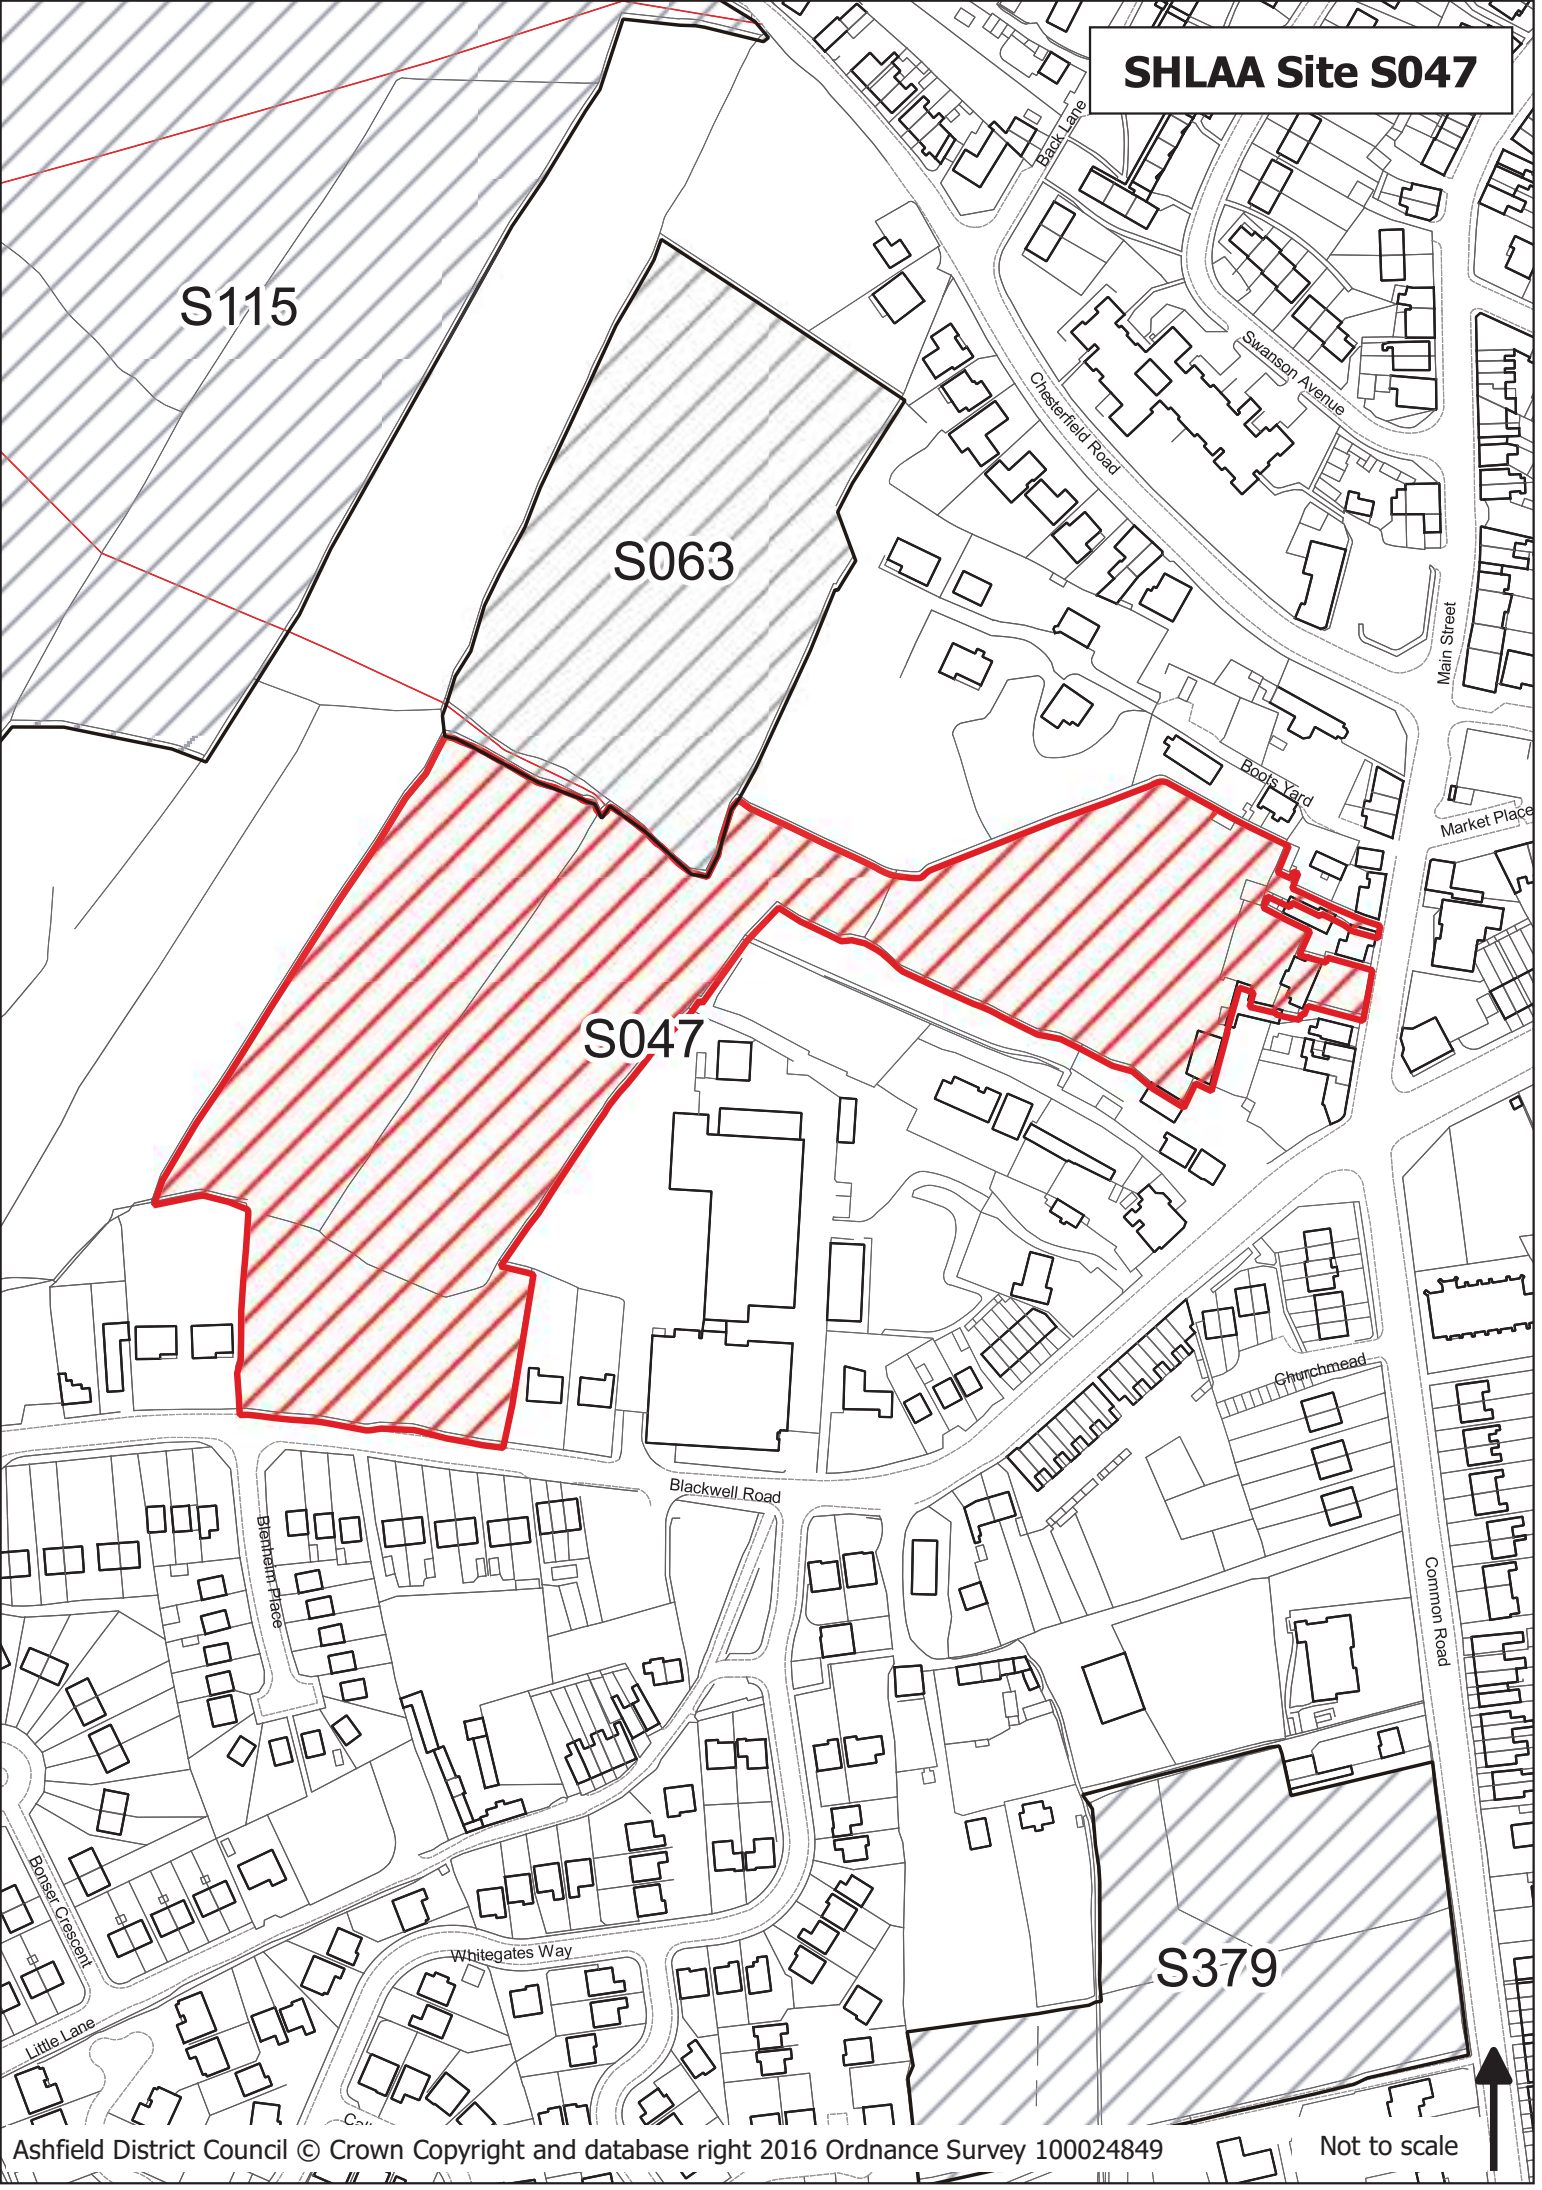 SHLAA Site S047
Back Lane
S115
Swanson Avenue
Chesterfield Road
S063
Main Street
Boots Yard
Market Place
S047
Churchmead
Blackwell Road
Blenheim Place
Common Road
Bonser Crescent
Whitegates Way
S379
Little Lane
Ashfield District Council © Crown Copyright and database right 2016 Ordnance Survey 100024849
Not to scale